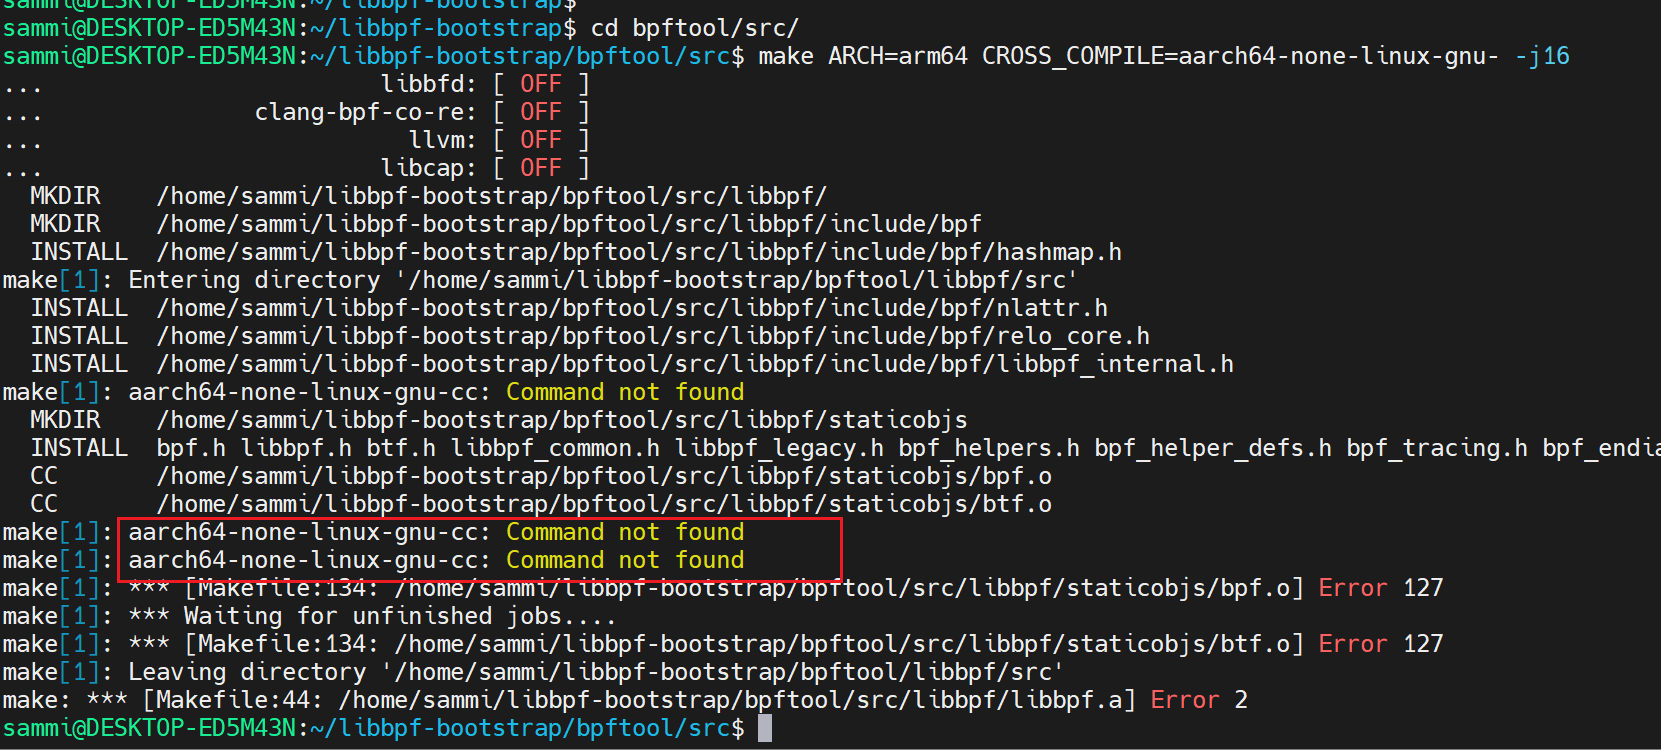 sammi@DESKTOP-ED5M43N:~/libbpf-bootstrap$
sammi@DESKTOP-ED5M43N:~/libbpf-bootstrap$ cd bpftool/src/
sammi@DESKTOP-ED5M43N:~/libbpf-bootstrap/bpftool/src$ make ARCH=arm64 CROSS_COMPILE=aarch64-none-linux-gnu- -j16
...                        libbfd: [ OFF ]
...               clang-bpf-co-re: [ OFF ]
...                          llvm: [ OFF ]
...                        libcap: [ OFF ]
  MKDIR    /home/sammi/libbpf-bootstrap/bpftool/src/libbpf/
  MKDIR    /home/sammi/libbpf-bootstrap/bpftool/src/libbpf/include/bpf
  INSTALL  /home/sammi/libbpf-bootstrap/bpftool/src/libbpf/include/bpf/hashmap.h
make[1]: Entering directory '/home/sammi/libbpf-bootstrap/bpftool/libbpf/src'
  INSTALL  /home/sammi/libbpf-bootstrap/bpftool/src/libbpf/include/bpf/nlattr.h
  INSTALL  /home/sammi/libbpf-bootstrap/bpftool/src/libbpf/include/bpf/relo_core.h
  INSTALL  /home/sammi/libbpf-bootstrap/bpftool/src/libbpf/include/bpf/libbpf_internal.h
make[1]: aarch64-none-linux-gnu-cc: Command not found
  MKDIR    /home/sammi/libbpf-bootstrap/bpftool/src/libbpf/staticobjs
  INSTALL  bpf.h libbpf.h btf.h libbpf_common.h libbpf_legacy.h bpf_helpers.h bpf_helper_defs.h bpf_tracing.h bpf_endia
  CC       /home/sammi/libbpf-bootstrap/bpftool/src/libbpf/staticobjs/bpf.o
  CC       /home/sammi/libbpf-bootstrap/bpftool/src/libbpf/staticobjs/btf.o
make[1]: aarch64-none-linux-gnu-cc: Command not found
make[1]: aarch64-none-linux-gnu-cc: Command not found
make[1]: *** [Makefile:134: /home/sammi/libbpf-bootstrap/bpftool/src/libbpf/staticobjs/bpf.o] Error 127
make[1]: *** Waiting for unfinished jobs....
make[1]: *** [Makefile:134: /home/sammi/libbpf-bootstrap/bpftool/src/libbpf/staticobjs/btf.o] Error 127
make[1]: Leaving directory '/home/sammi/libbpf-bootstrap/bpftool/libbpf/src'
make: *** [Makefile:44: /home/sammi/libbpf-bootstrap/bpftool/src/libbpf/libbpf.a] Error 2
sammi@DESKTOP-ED5M43N:~/libbpf-bootstrap/bpftool/src$